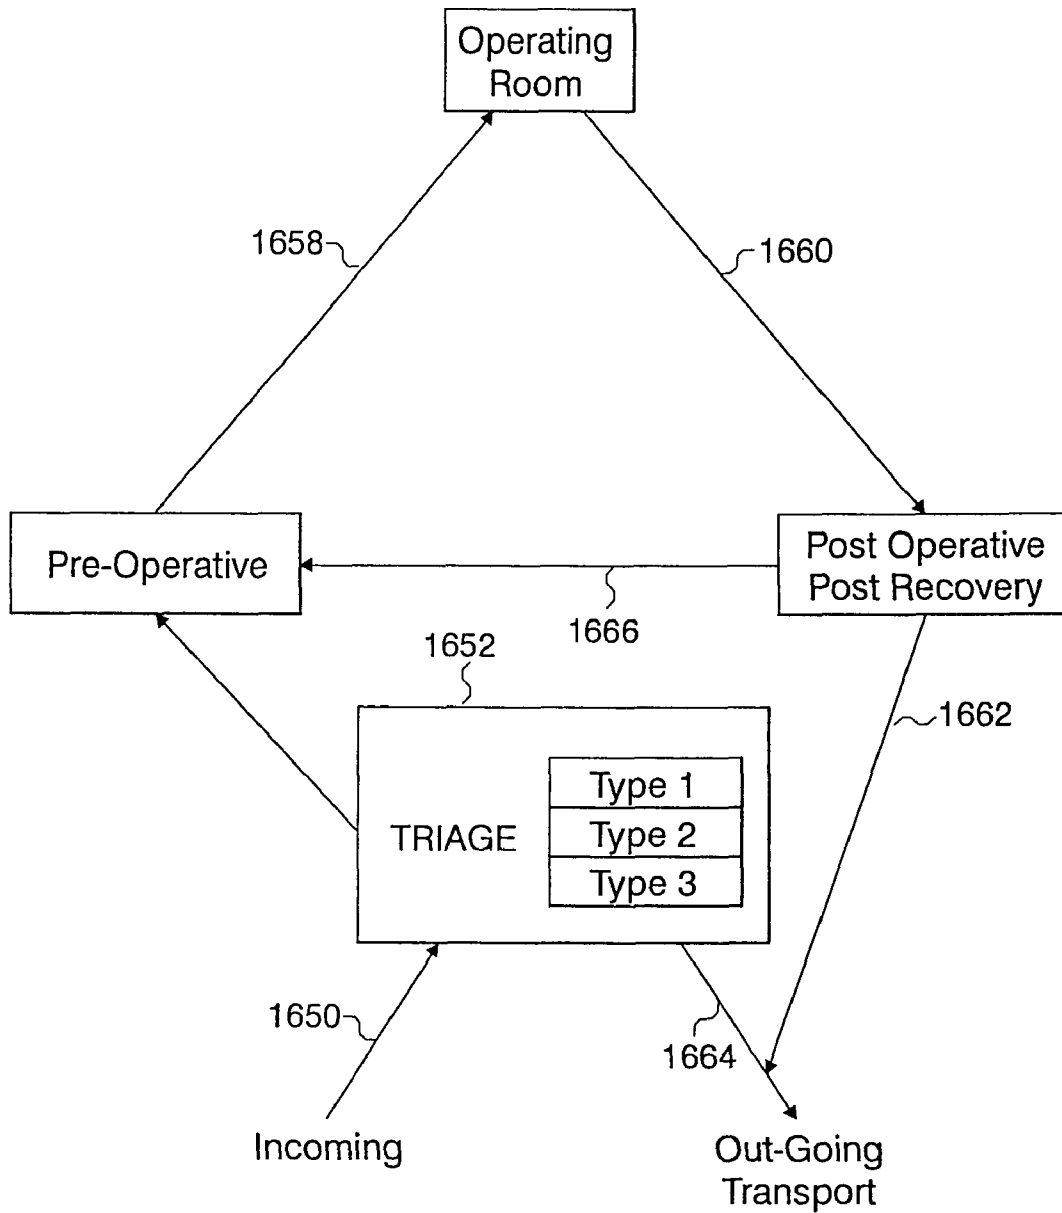 Operating
Room
1658
1660
Pre-Operative
Post Operative
Post Recovery
1666
1652
1662
TRIAGE
Type 1
Type 2
Type 3
1650
1664
Incoming
Out-Going
Transport